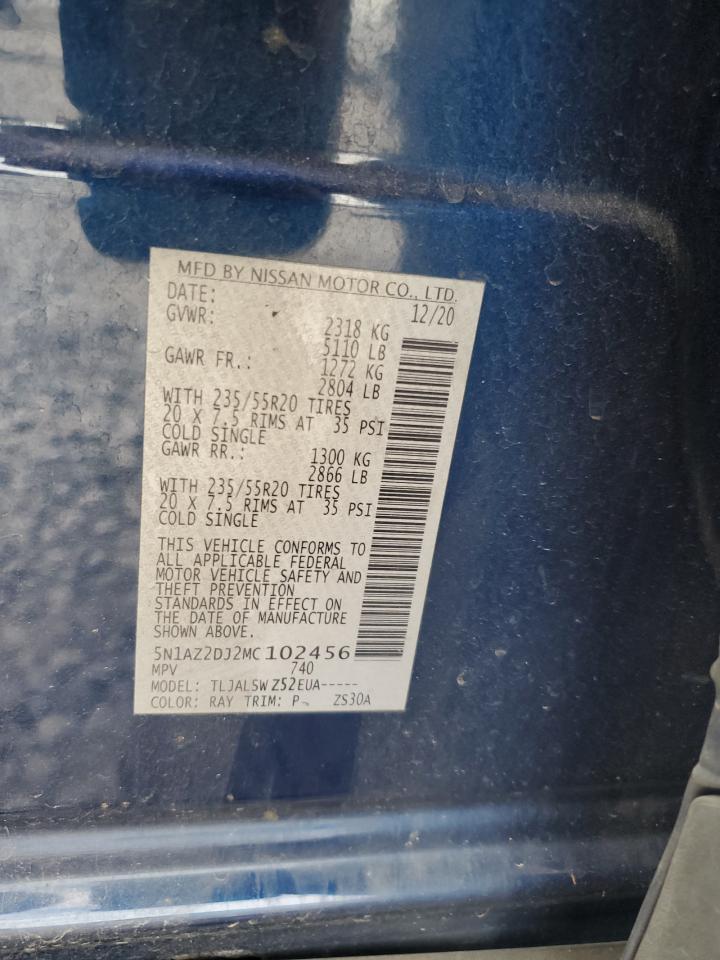 MFD BY NISSAN MOTOR CO., LTD.
DATE: 12/20
GVWR: 2318 KG
5110 LB
GAWR FR.: 1272 KG
2804 LB
WITH 235/55R20 TIRES
20 X 7.5 RIMS AT 35 PSI
COLD SINGLE
GAWR RR.: 1300 KG
2866 LB
WITH 235/55R20 TIRES
20 X 7.5 RIMS AT 35 PSI
COLD SINGLE
THIS VEHICLE CONFORMS TO
ALL APPLICABLE FEDERAL
MOTOR VEHICLE SAFETY AND
THEFT PREVENTION
STANDARDS IN EFFECT ON
THE DATE OF MANUFACTURE
SHOWN ABOVE.
5N1AZ2DJ2MC102456
MPV 740
MODEL: TLJALSWZ52EUA-----
COLOR: RAY TRIM: P ZS30A